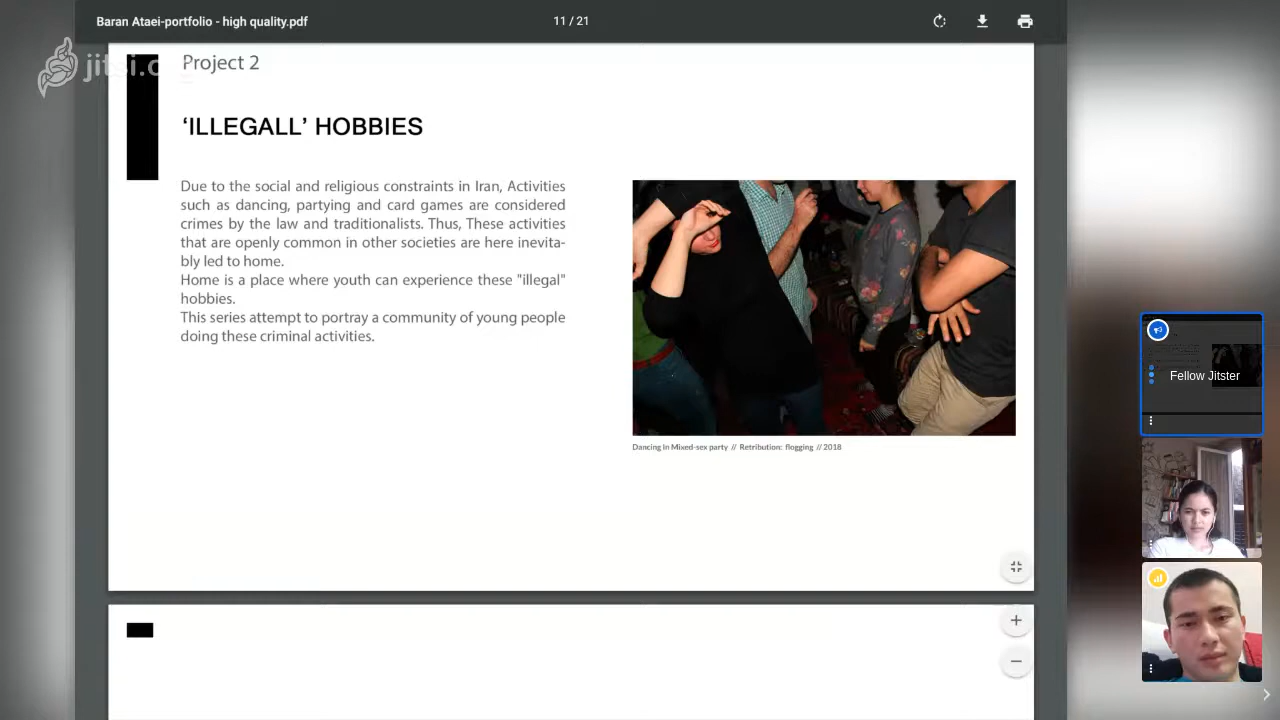 Baran Ataei-portfolio - high quality.pdf
11 / 21
jitsi.o
Project 2
‘ILLEGALL’ HOBBIES
Due to the social and religious constraints in Iran, Activities
such as dancing, partying and card games are considered
crimes by the law and traditionalists. Thus, These activities
that are openly common in other societies are here inevita-
bly led to home.
Home is a place where youth can experience these "illegal"
hobbies.
This series attempt to portray a community of young people
doing these criminal activities.
Dancing In Mixed-sex party // Retribution: flogging // 2018
Fellow Jitster